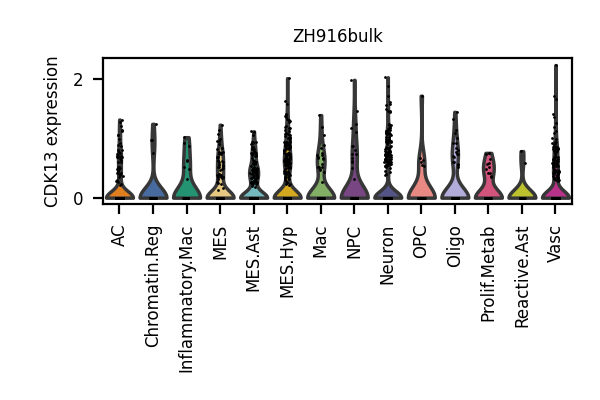 ZH916bulk
CDK13 expression
2
0
AC
Chromatin.Reg
Inflammatory.Mac
MES
MES.Ast
MES.Hyp
Mac
NPC
Neuron
OPC
Oligo
Prolif.Metab
Reactive.Ast
Vasc